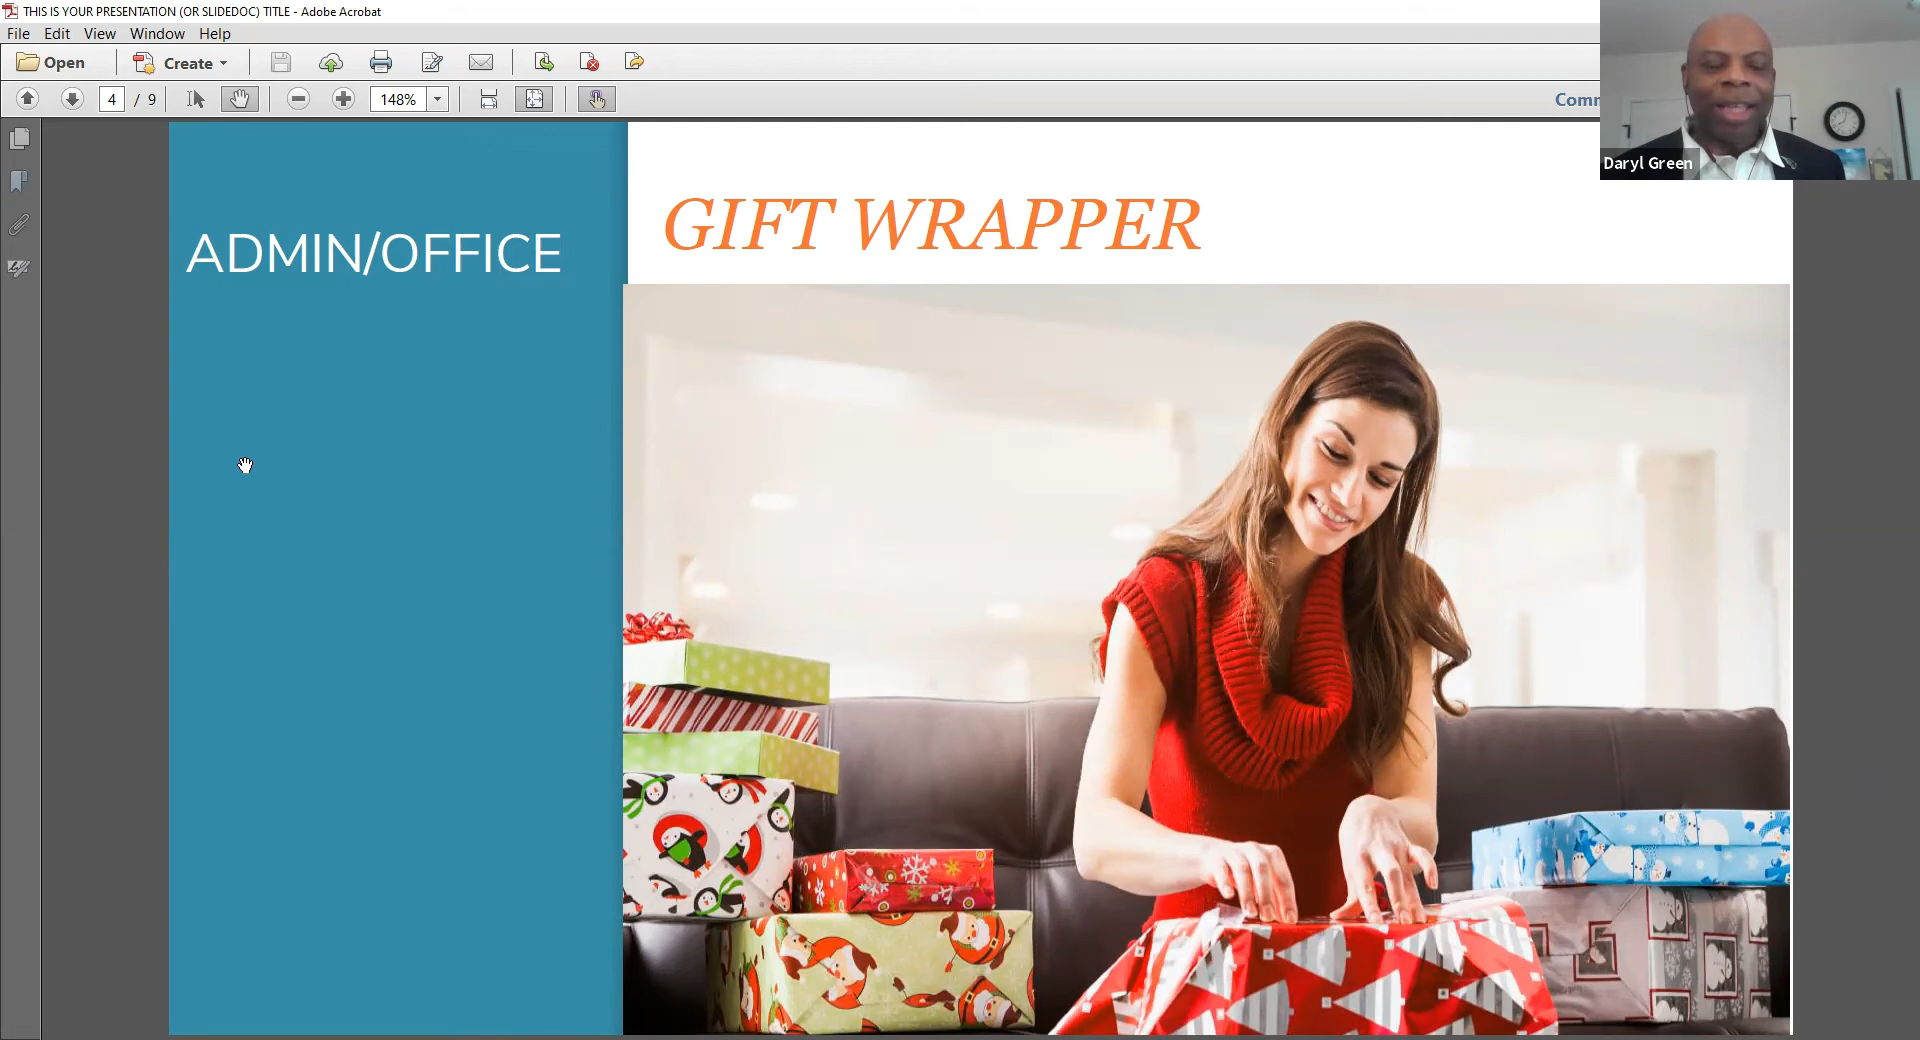 THIS IS YOUR PRESENTATION (OR SLIDEDOC) TITLE - Adobe Acrobat
File Edit View Window Help
Open Create
4 / 9 148% Comm
Daryl Green
ADMIN/OFFICE
GIFT WRAPPER